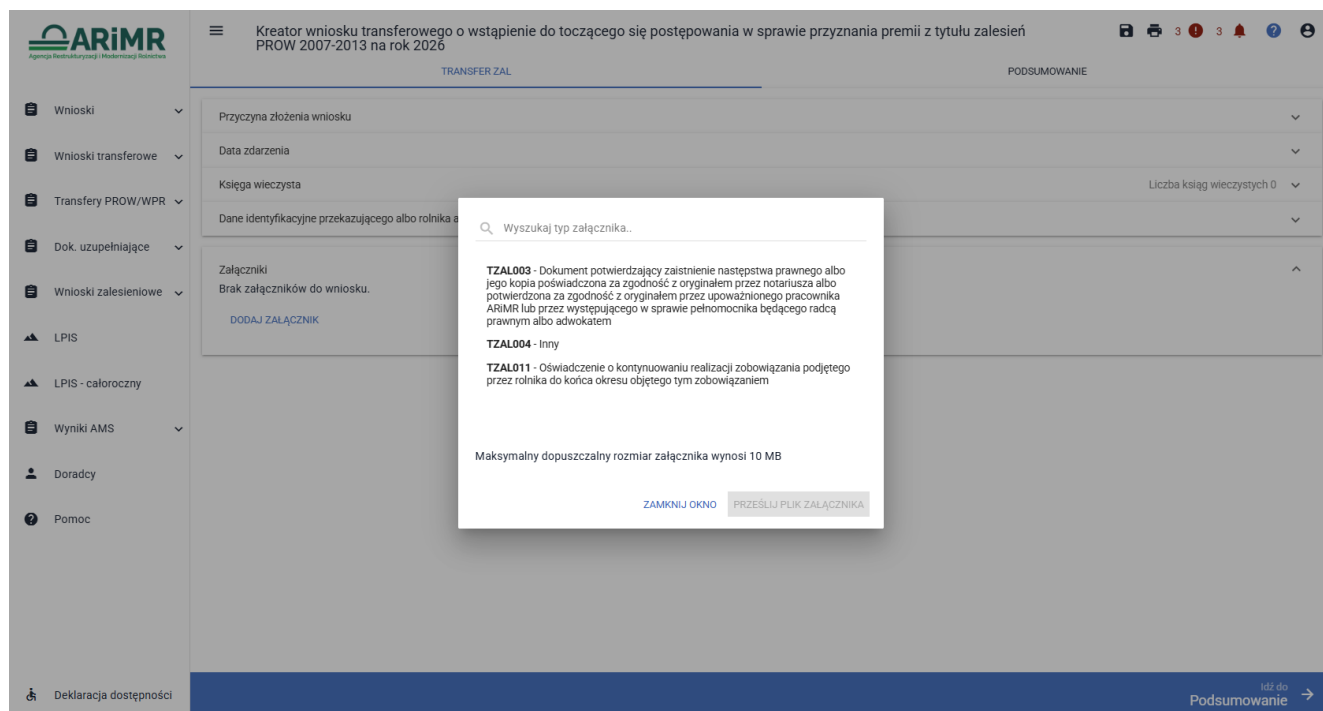 ARiMR
Agencja Restrukturyzacji i Modernizacji Rolnictwa
Kreator wniosku transferowego o wstąpienie do toczącego się postępowania w sprawie przyznania premii z tytułu zalesień
PROW 2007-2013 na rok 2026
3 3
TRANSFER ZAL
PODSUMOWANIE
Wnioski
Wnioski transferowe
Transfery PROW/WPR
Dok. uzupełniające
Wnioski zalesieniowe
LPIS
LPIS - całoroczny
Wyniki AMS
Doradcy
Pomoc
Deklaracja dostępności
Przyczyna złożenia wniosku
Data zdarzenia
Księga wieczysta
Liczba ksiąg wieczystych 0
Dane identyfikacyjne przekazującego albo rolnika a
Załączniki
Brak załączników do wniosku.
DODAJ ZAŁĄCZNIK
Wyszukaj typ załącznika..
TZAL003 - Dokument potwierdzający zaistnienie następstwa prawnego albo
jego kopia poświadczona za zgodność z oryginałem przez notariusza albo
potwierdzona za zgodność z oryginałem przez upoważnionego pracownika
ARiMR lub przez występującego w sprawie pełnomocnika będącego radcą
prawnym albo adwokatem
TZAL004 - Inny
TZAL011 - Oświadczenie o kontynuowaniu realizacji zobowiązania podjętego
przez rolnika do końca okresu objętego tym zobowiązaniem
Maksymalny dopuszczalny rozmiar załącznika wynosi 10 MB
ZAMKNIJ OKNO
PRZEŚLIJ PLIK ZAŁĄCZNIKA
Idź do
Podsumowanie